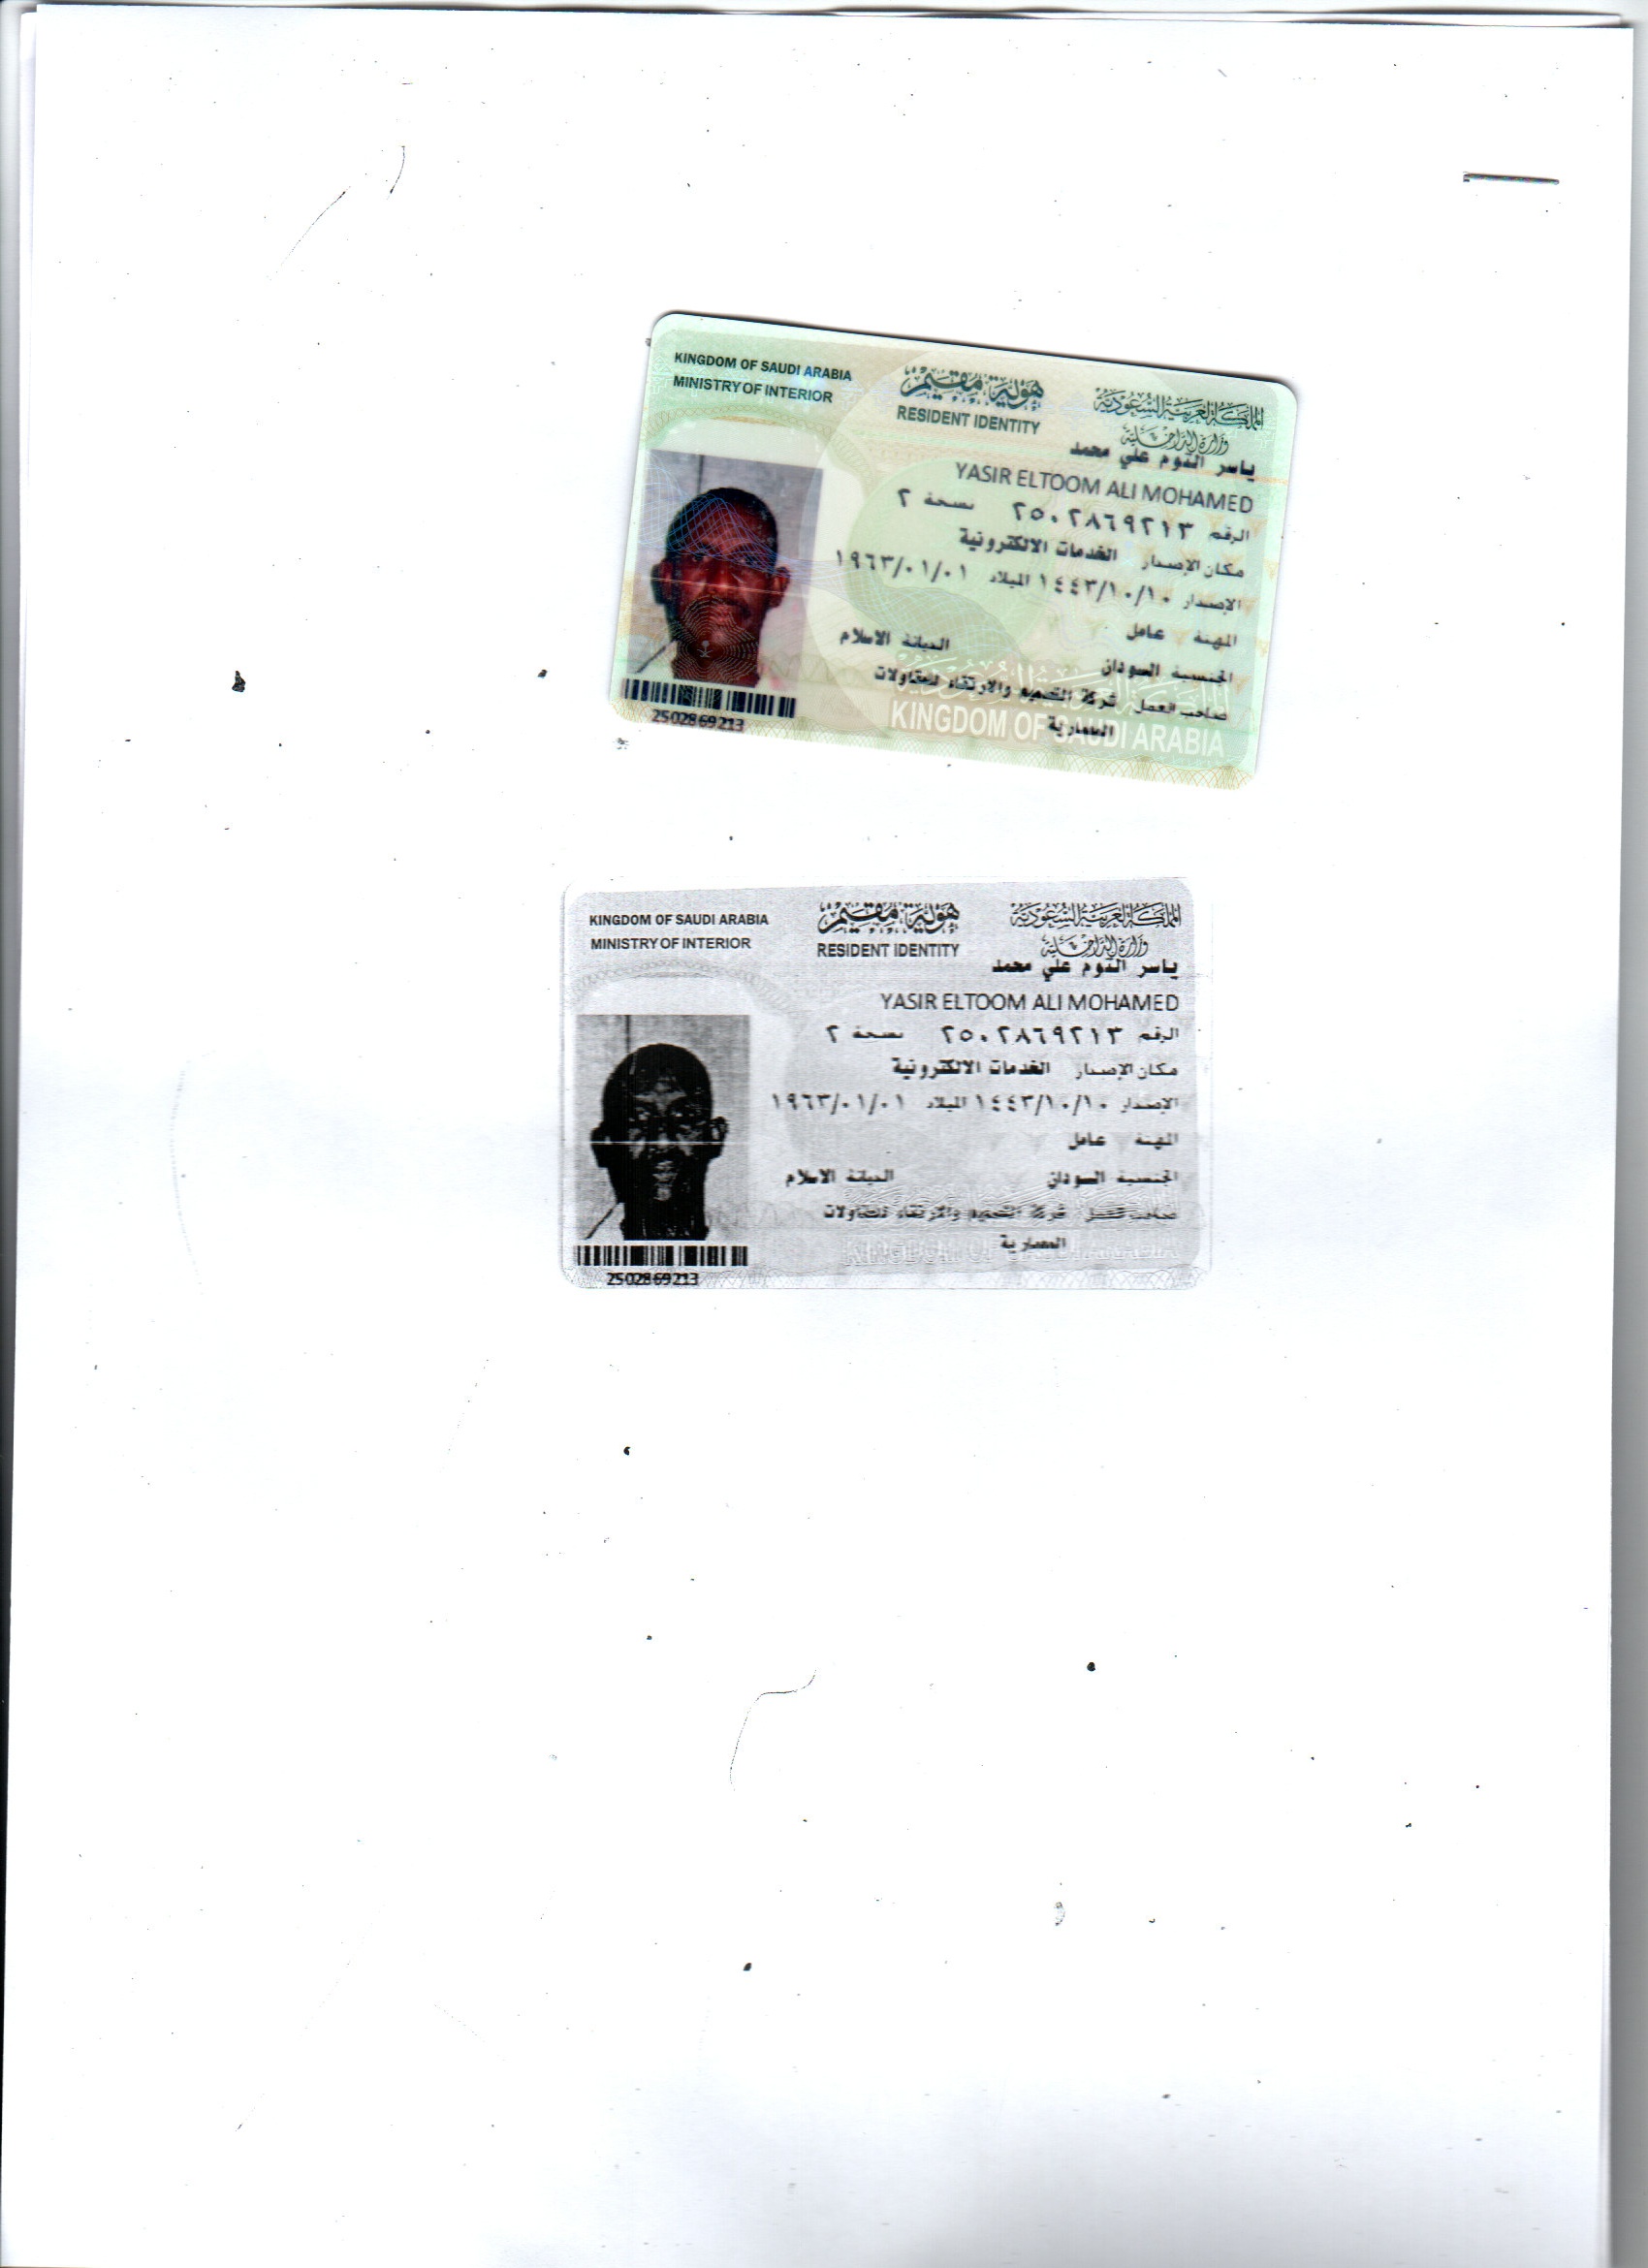 KINGDOM OF SAUDI ARABIA
MINISTRY OF INTERIOR
هوية مقيم
RESIDENT IDENTITY
المملكة العربية السعودية
وزارة الداخلية
ياسر التوم علي محمد
YASIR ELTOOM ALI MOHAMED
الرقم ٢٥٠٢٨٦٩٢١٣ نسخة ٢
مكان الإصدار الخدمات الالكترونية
الإصدار ١٤٤٣/١٠/١٠ الميلاد ١٩٦٣/٠١/٠١
المهنة عامل
الجنسية السودان الديانة الاسلام
صاحب العمل شركة التصميم والارتقاء للمقاولات
المعمارية
KINGDOM OF SAUDI ARABIA
2502869213
KINGDOM OF SAUDI ARABIA
MINISTRY OF INTERIOR
هوية مقيم
RESIDENT IDENTITY
المملكة العربية السعودية
وزارة الداخلية
ياسر التوم علي محمد
YASIR ELTOOM ALI MOHAMED
الرقم ٢٥٠٢٨٦٩٢١٣ نسخة ٢
مكان الإصدار الخدمات الالكترونية
الإصدار ١٤٤٣/١٠/١٠ الميلاد ١٩٦٣/٠١/٠١
المهنة عامل
الجنسية السودان الديانة الاسلام
صاحب العمل شركة التصميم والارتقاء للمقاولات
المعمارية
KINGDOM OF SAUDI ARABIA
2502869213